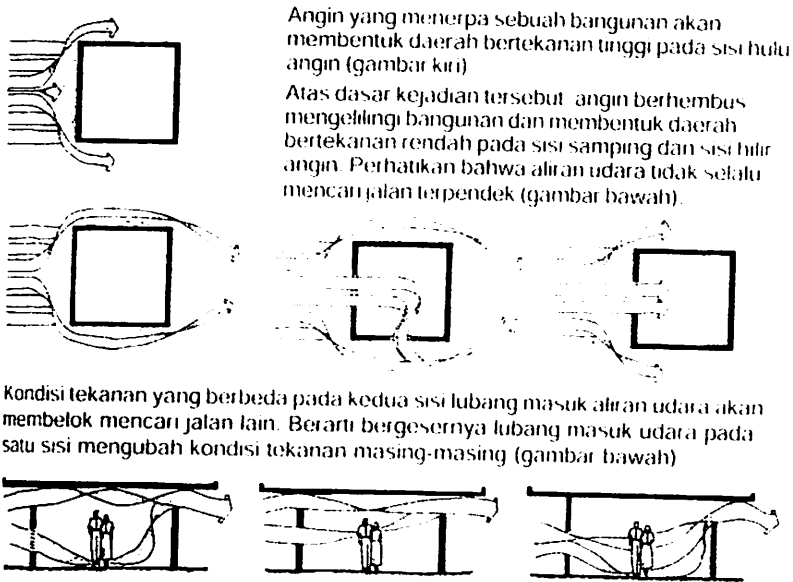 Angin yang menerpa sebuah bangunan akan
membentuk daerah bertekanan tinggi pada sisi hulu
angin (gambar kiri)
Atas dasar kejadian tersebut angin berhembus
mengelilingi bangunan dan membentuk daerah
bertekanan rendah pada sisi samping dan sisi hilir
angin. Perhatikan bahwa aliran udara tidak selalu
mencari jalan terpendek (gambar bawah).
Kondisi tekanan yang berbeda pada kedua sisi lubang masuk aliran udara akan
membelok mencari jalan lain. Berarti bergesernya lubang masuk udara pada
satu sisi mengubah kondisi tekanan masing-masing (gambar bawah)